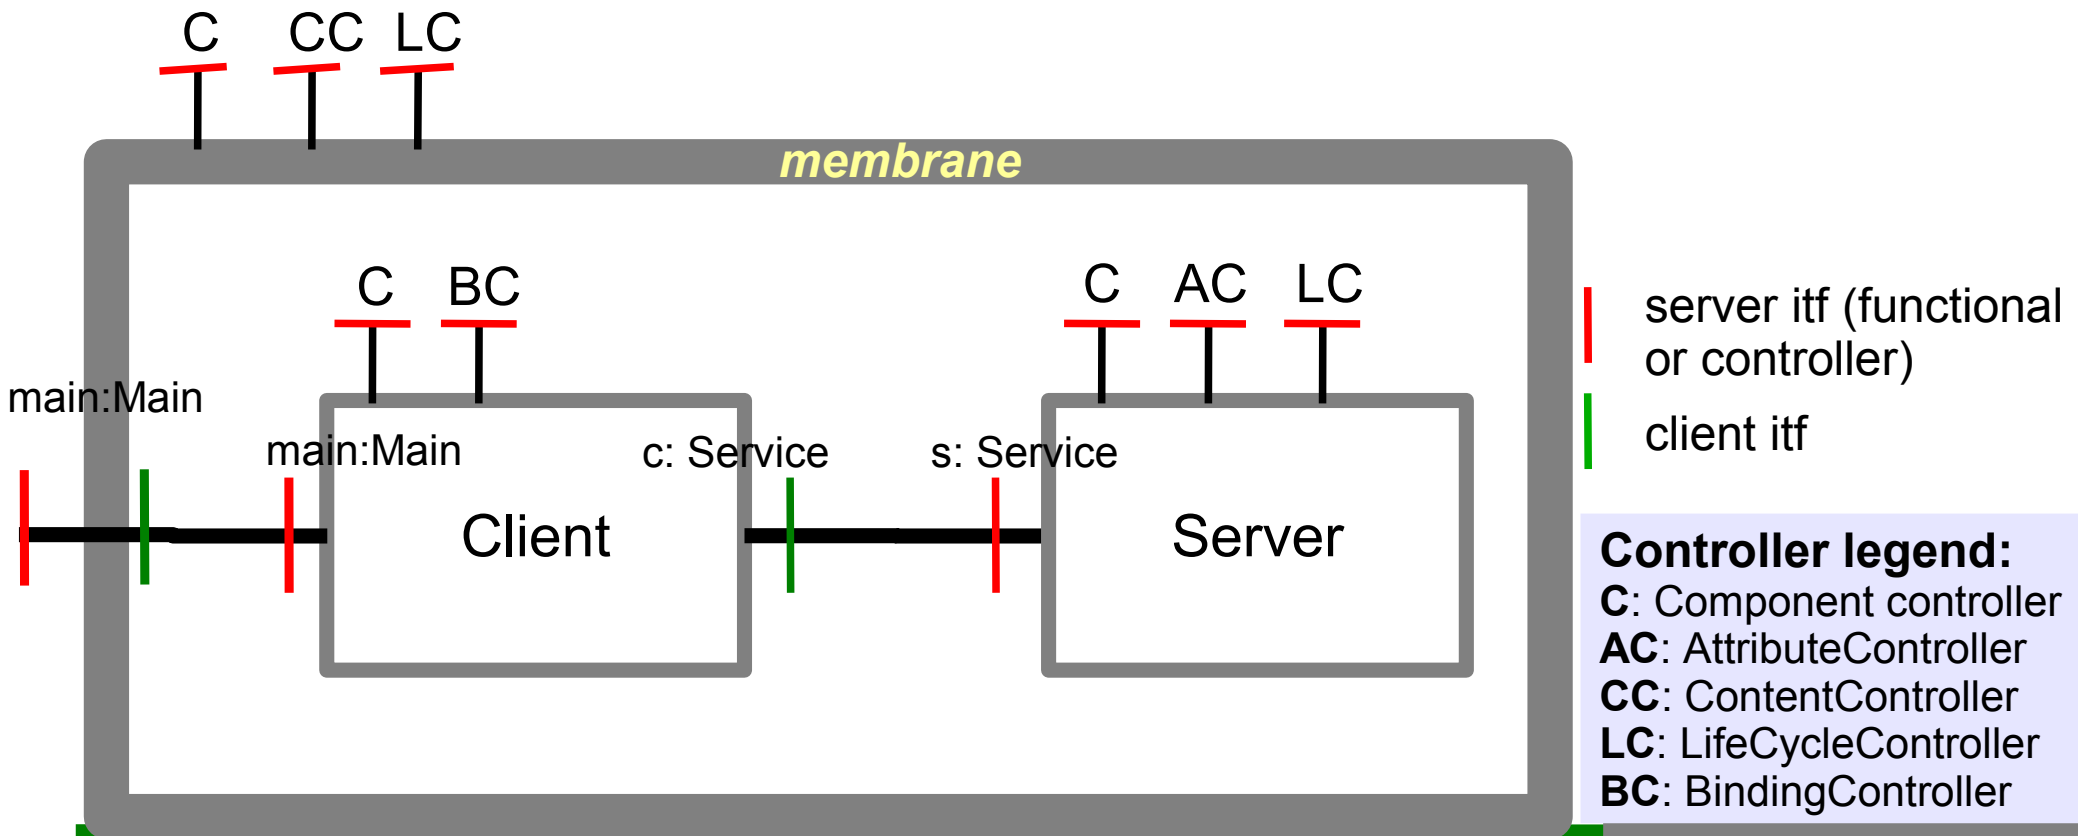 C CC LC
membrane
C BC C AC LC
server itf (functional
or controller)
main:Main
main:Main c: Service s: Service
client itf
Client Server
Controller legend:
C: Component controller
AC: AttributeController
CC: ContentController
LC: LifeCycleController
BC: BindingController